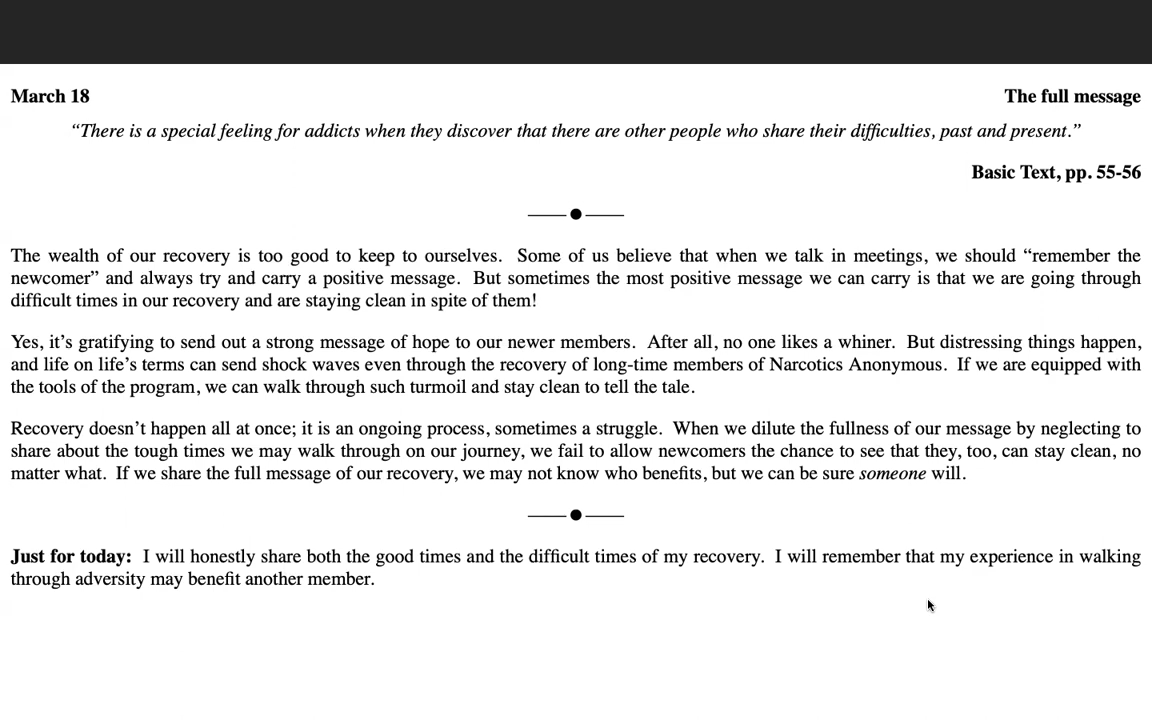 March 18
The full message
“There is a special feeling for addicts when they discover that there are other people who share their difficulties, past and present.”
Basic Text, pp. 55-56
The wealth of our recovery is too good to keep to ourselves.  Some of us believe that when we talk in meetings, we should “remember the
newcomer” and always try and carry a positive message.  But sometimes the most positive message we can carry is that we are going through
difficult times in our recovery and are staying clean in spite of them!
Yes, it’s gratifying to send out a strong message of hope to our newer members.  After all, no one likes a whiner.  But distressing things happen,
and life on life’s terms can send shock waves even through the recovery of long-time members of Narcotics Anonymous.  If we are equipped with
the tools of the program, we can walk through such turmoil and stay clean to tell the tale.
Recovery doesn’t happen all at once; it is an ongoing process, sometimes a struggle.  When we dilute the fullness of our message by neglecting to
share about the tough times we may walk through on our journey, we fail to allow newcomers the chance to see that they, too, can stay clean, no
matter what.  If we share the full message of our recovery, we may not know who benefits, but we can be sure someone will.
Just for today:  I will honestly share both the good times and the difficult times of my recovery.  I will remember that my experience in walking
through adversity may benefit another member.